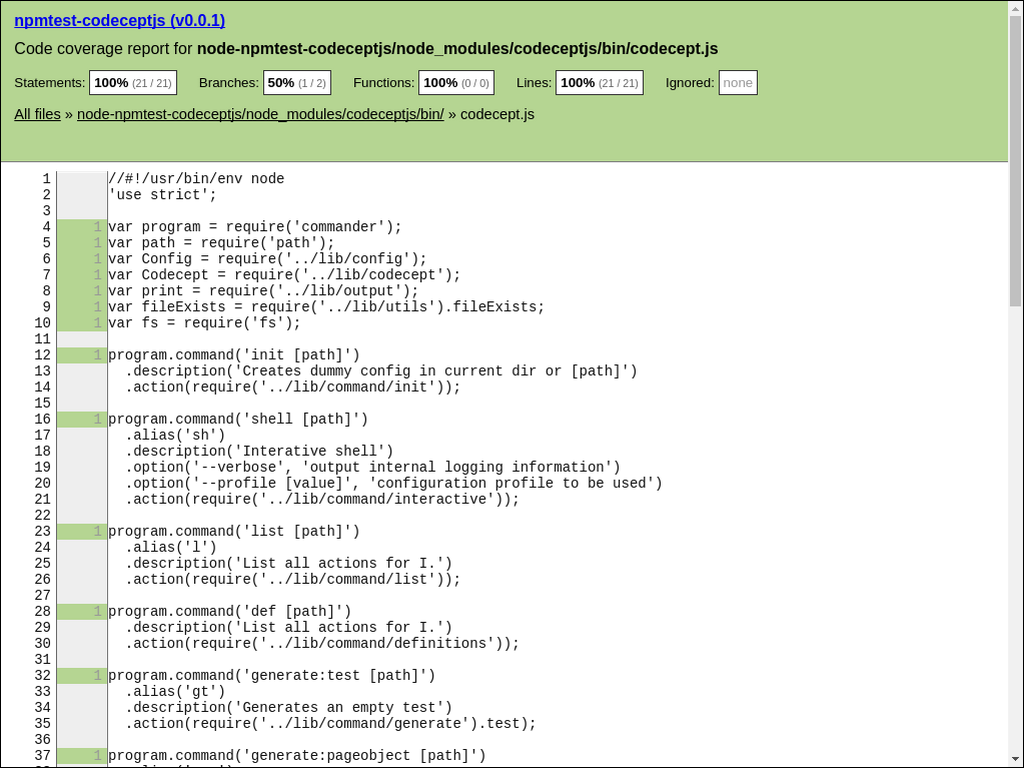 npmtest-codeceptjs (v0.0.1)
Code coverage report for node-npmtest-codeceptjs/node_modules/codeceptjs/bin/codecept.js
Statements: 100% (21 / 21) Branches: 50% (1 / 2) Functions: 100% (0 / 0) Lines: 100% (21 / 21) Ignored: none
All files » node-npmtest-codeceptjs/node_modules/codeceptjs/bin/ » codecept.js
1 //#!/usr/bin/env node
2 'use strict';
3
4 1 var program = require('commander');
5 1 var path = require('path');
6 1 var Config = require('../lib/config');
7 1 var Codecept = require('../lib/codecept');
8 1 var print = require('../lib/output');
9 1 var fileExists = require('../lib/utils').fileExists;
10 1 var fs = require('fs');
11
12 1 program.command('init [path]')
13 .description('Creates dummy config in current dir or [path]')
14 .action(require('../lib/command/init'));
15
16 1 program.command('shell [path]')
17 .alias('sh')
18 .description('Interative shell')
19 .option('--verbose', 'output internal logging information')
20 .option('--profile [value]', 'configuration profile to be used')
21 .action(require('../lib/command/interactive'));
22
23 1 program.command('list [path]')
24 .alias('l')
25 .description('List all actions for I.')
26 .action(require('../lib/command/list'));
27
28 1 program.command('def [path]')
29 .description('List all actions for I.')
30 .action(require('../lib/command/definitions'));
31
32 1 program.command('generate:test [path]')
33 .alias('gt')
34 .description('Generates an empty test')
35 .action(require('../lib/command/generate').test);
36
37 1 program.command('generate:pageobject [path]')